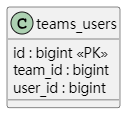 C teams_users
id : bigint «PK»
team_id : bigint
user_id : bigint